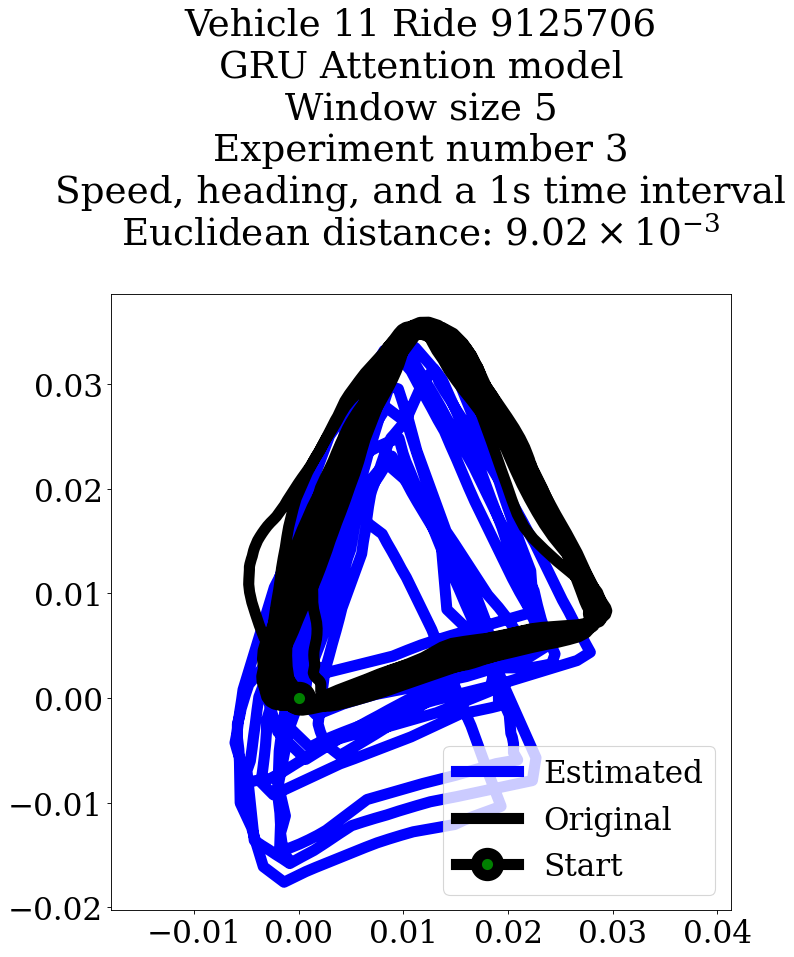 Vehicle 11 Ride 9125706
GRU Attention model
Window size 5
Experiment number 3
Speed, heading, and a 1s time interval
Euclidean distance: 9.02 × 10⁻³
0.03
0.02
0.01
0.00
−0.01
−0.02
Estimated
Original
Start
−0.01 0.00 0.01 0.02 0.03 0.04